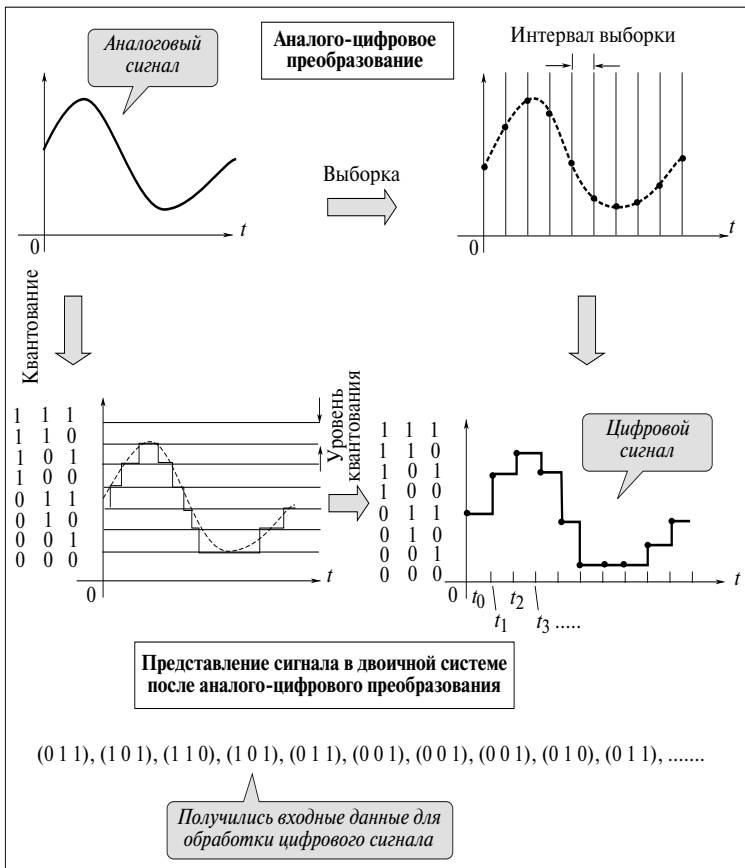 Аналоговый
сигнал
Аналого-цифровое
преобразование
Интервал выборки
Выборка
t
0
t
0
Квантование
1 1 1
1 1 0
1 0 1
1 0 0
0 1 1
0 1 0
0 0 1
0 0 0
Уровень
квантования
t
0
1 1 1
1 1 0
1 0 1
1 0 0
0 1 1
0 1 0
0 0 1
0 0 0
Цифровой
сигнал
t
0 t0 t2
t1 t3 .....
Представление сигнала в двоичной системе
после аналого-цифрового преобразования
(0 1 1), (1 0 1), (1 1 0), (1 0 1), (0 1 1), (0 0 1), (0 0 1), (0 0 1), (0 1 0), (0 1 1), .......
Получились входные данные для
обработки цифрового сигнала